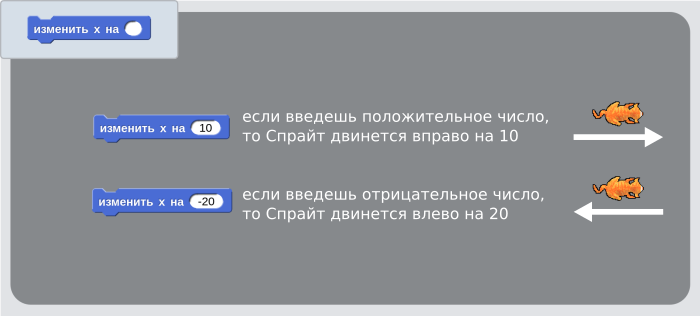 изменить х на
изменить х на 10
если введешь положительное число,
то Спрайт двинется вправо на 10
изменить х на -20
если введешь отрицательное число,
то Спрайт двинется влево на 20